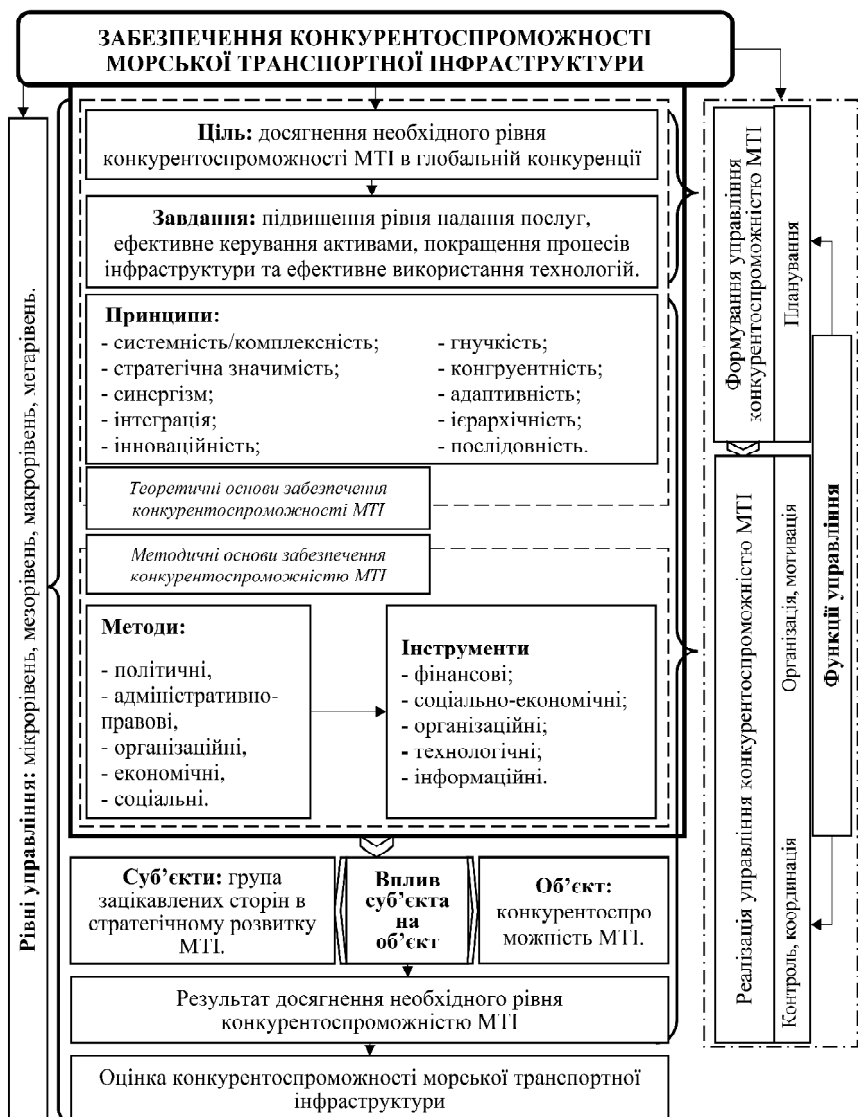 ЗАБЕЗПЕЧЕННЯ КОНКУРЕНТОСПРОМОЖНОСТІ
МОРСЬКОЇ ТРАНСПОРТНОЇ ІНФРАСТРУКТУРИ
Рівні управління: мікрорівень, мезорівень, макрорівень, мегарівень.
Ціль: досягнення необхідного рівня
конкурентоспроможності МТІ в глобальній конкуренції
Завдання: підвищення рівня надання послуг,
ефективне керування активами, покращення процесів
інфраструктури та ефективне використання технологій.
Принципи:
- системність/комплексність;
- стратегічна значимість;
- синергізм;
- інтеграція;
- інноваційність;
- гнучкість;
- конгруентність;
- адаптивність;
- ієрархічність;
- послідовність.
Теоретичні основи забезпечення
конкурентоспроможності МТІ
Методичні основи забезпечення
конкурентоспроможністю МТІ
Методи:
- політичні,
- адміністративно-
правові,
- організаційні,
- економічні,
- соціальні.
Інструменти
- фінансові;
- соціально-економічні;
- організаційні;
- технологічні;
- інформаційні.
Суб’єкти: група
зацікавлених сторін в
стратегічному розвитку
МТІ.
Вплив
суб’єкта
на
об’єкт
Об’єкт:
конкурентоспро
можність МТІ.
Результат досягнення необхідного рівня
конкурентоспроможністю МТІ
Оцінка конкурентоспроможності морської транспортної
інфраструктури
Формування управління
конкурентоспроможністю МТІ
Планування
Реалізація управління конкурентоспроможністю МТІ
Організація, мотивація
Контроль, координація
Функції управління